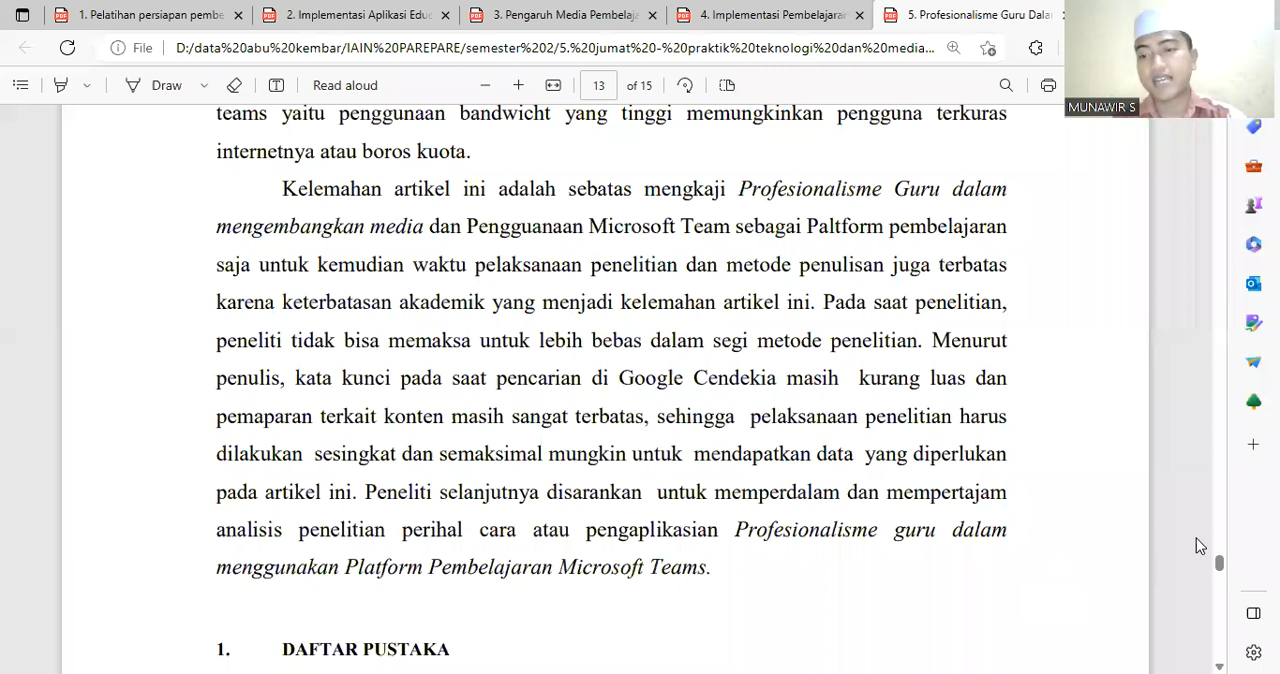 1. Pelatihan persiapan pembe
2. Implementasi Aplikasi Edu
3. Pengaruh Media Pembelaja
4. Implementasi Pembelajaran
5. Profesionalisme Guru Dala
File
D:/data%20abu%20kembar/IAIN%20PAREPARE/semester%202/5.%20jumat%20-%20praktik%20teknologi%20dan%20media...
Draw
Read aloud
13 of 15
MUNAWIR S
teams yaitu penggunaan bandwicht yang tinggi memungkinkan pengguna terkuras
internetnya atau boros kuota.
Kelemahan artikel ini adalah sebatas mengkaji Profesionalisme Guru dalam
mengembangkan media dan Pengguanaan Microsoft Team sebagai Paltform pembelajaran
saja untuk kemudian waktu pelaksanaan penelitian dan metode penulisan juga terbatas
karena keterbatasan akademik yang menjadi kelemahan artikel ini. Pada saat penelitian,
peneliti tidak bisa memaksa untuk lebih bebas dalam segi metode penelitian. Menurut
penulis, kata kunci pada saat pencarian di Google Cendekia masih kurang luas dan
pemaparan terkait konten masih sangat terbatas, sehingga pelaksanaan penelitian harus
dilakukan sesingkat dan semaksimal mungkin untuk mendapatkan data yang diperlukan
pada artikel ini. Peneliti selanjutnya disarankan untuk memperdalam dan mempertajam
analisis penelitian perihal cara atau pengaplikasian Profesionalisme guru dalam
menggunakan Platform Pembelajaran Microsoft Teams.
1. DAFTAR PUSTAKA